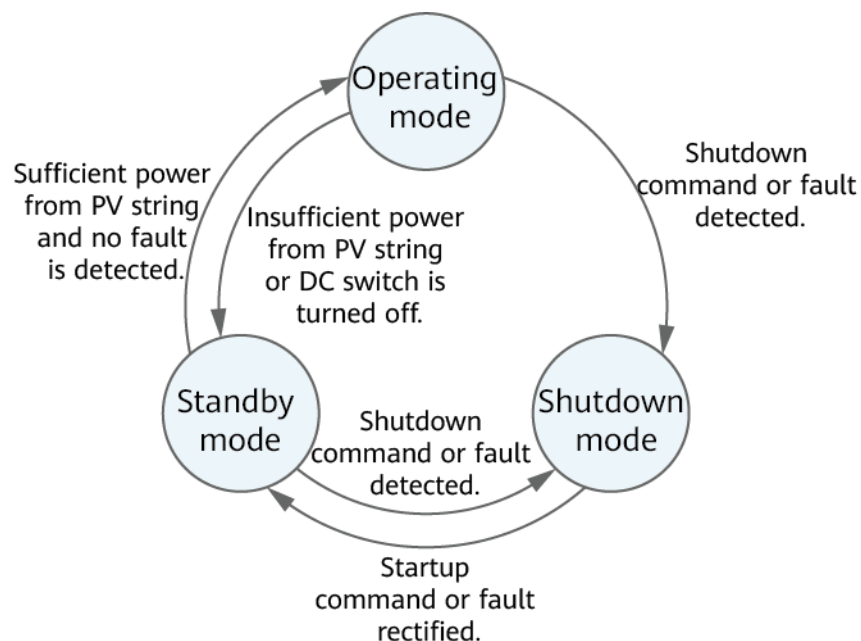 Operating
mode
Shutdown
command or fault
detected.
Sufficient power
from PV string
and no fault
is detected.
Insufficient power
from PV string
or DC switch is
turned off.
Standby
mode
Shutdown
command or fault
detected.
Shutdown
mode
Startup
command or fault
rectified.